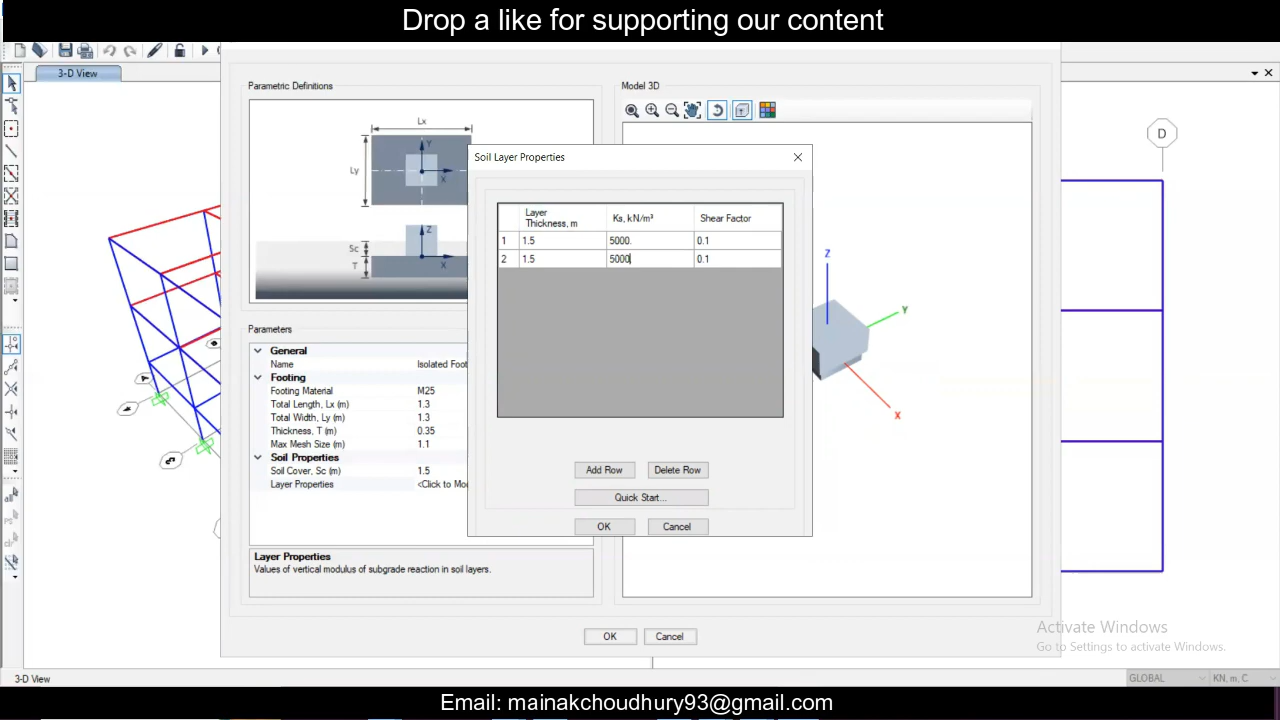 Drop a like for supporting our content
3-D View
Parametric Definitions
Model 3D
Lx
Ly
Y
X
Z
Sc
T
X
Soil Layer Properties
Layer Thickness, m Ks, kN/m³ Shear Factor
1 1.5 5000. 0.1
2 1.5 5000 0.1
Add Row Delete Row
Quick Start...
OK Cancel
Z
Y
X
D
Parameters
General
Name Isolated Foot
Footing
Footing Material M25
Total Length, Lx (m) 1.3
Total Width, Ly (m) 1.3
Thickness, T (m) 0.35
Max Mesh Size (m) 1.1
Soil Properties
Soil Cover, Sc (m) 1.5
Layer Properties <Click to Mo
Layer Properties
Values of vertical modulus of subgrade reaction in soil layers.
OK Cancel
Activate Windows
Go to Settings to activate Windows.
3-D View
GLOBAL KN, m, C
Email: mainakchoudhury93@gmail.com